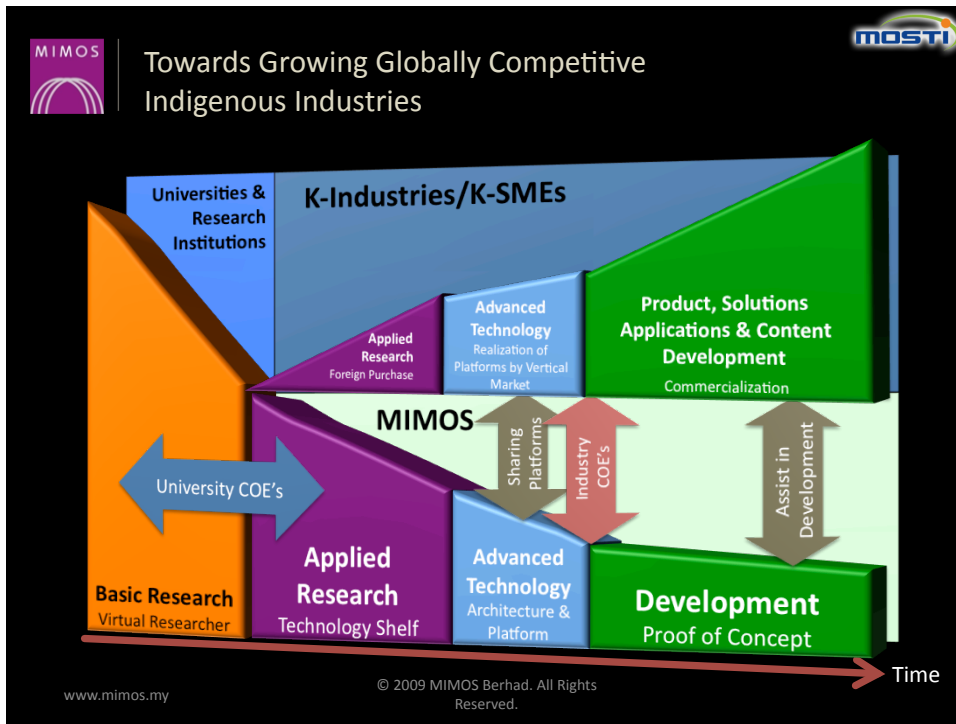 MIMOS
mosti
Towards Growing Globally Competitive
Indigenous Industries
Universities &
Research
Institutions
K-Industries/K-SMEs
Applied
Research
Foreign Purchase
Advanced
Technology
Realization of
Platforms by Vertical
Market
Product, Solutions
Applications & Content
Development
Commercialization
MIMOS
Sharing
Platforms
Industry
COE's
Assist in
Development
University COE's
Basic Research
Virtual Researcher
Applied
Research
Technology Shelf
Advanced
Technology
Architecture &
Platform
Development
Proof of Concept
Time
www.mimos.my
© 2009 MIMOS Berhad. All Rights
Reserved.